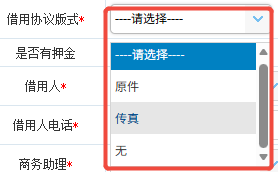 借用协议版式* ----请选择----
是否有押金 ----请选择----
借用人* 原件
借用人电话* 传真
商务助理* 无